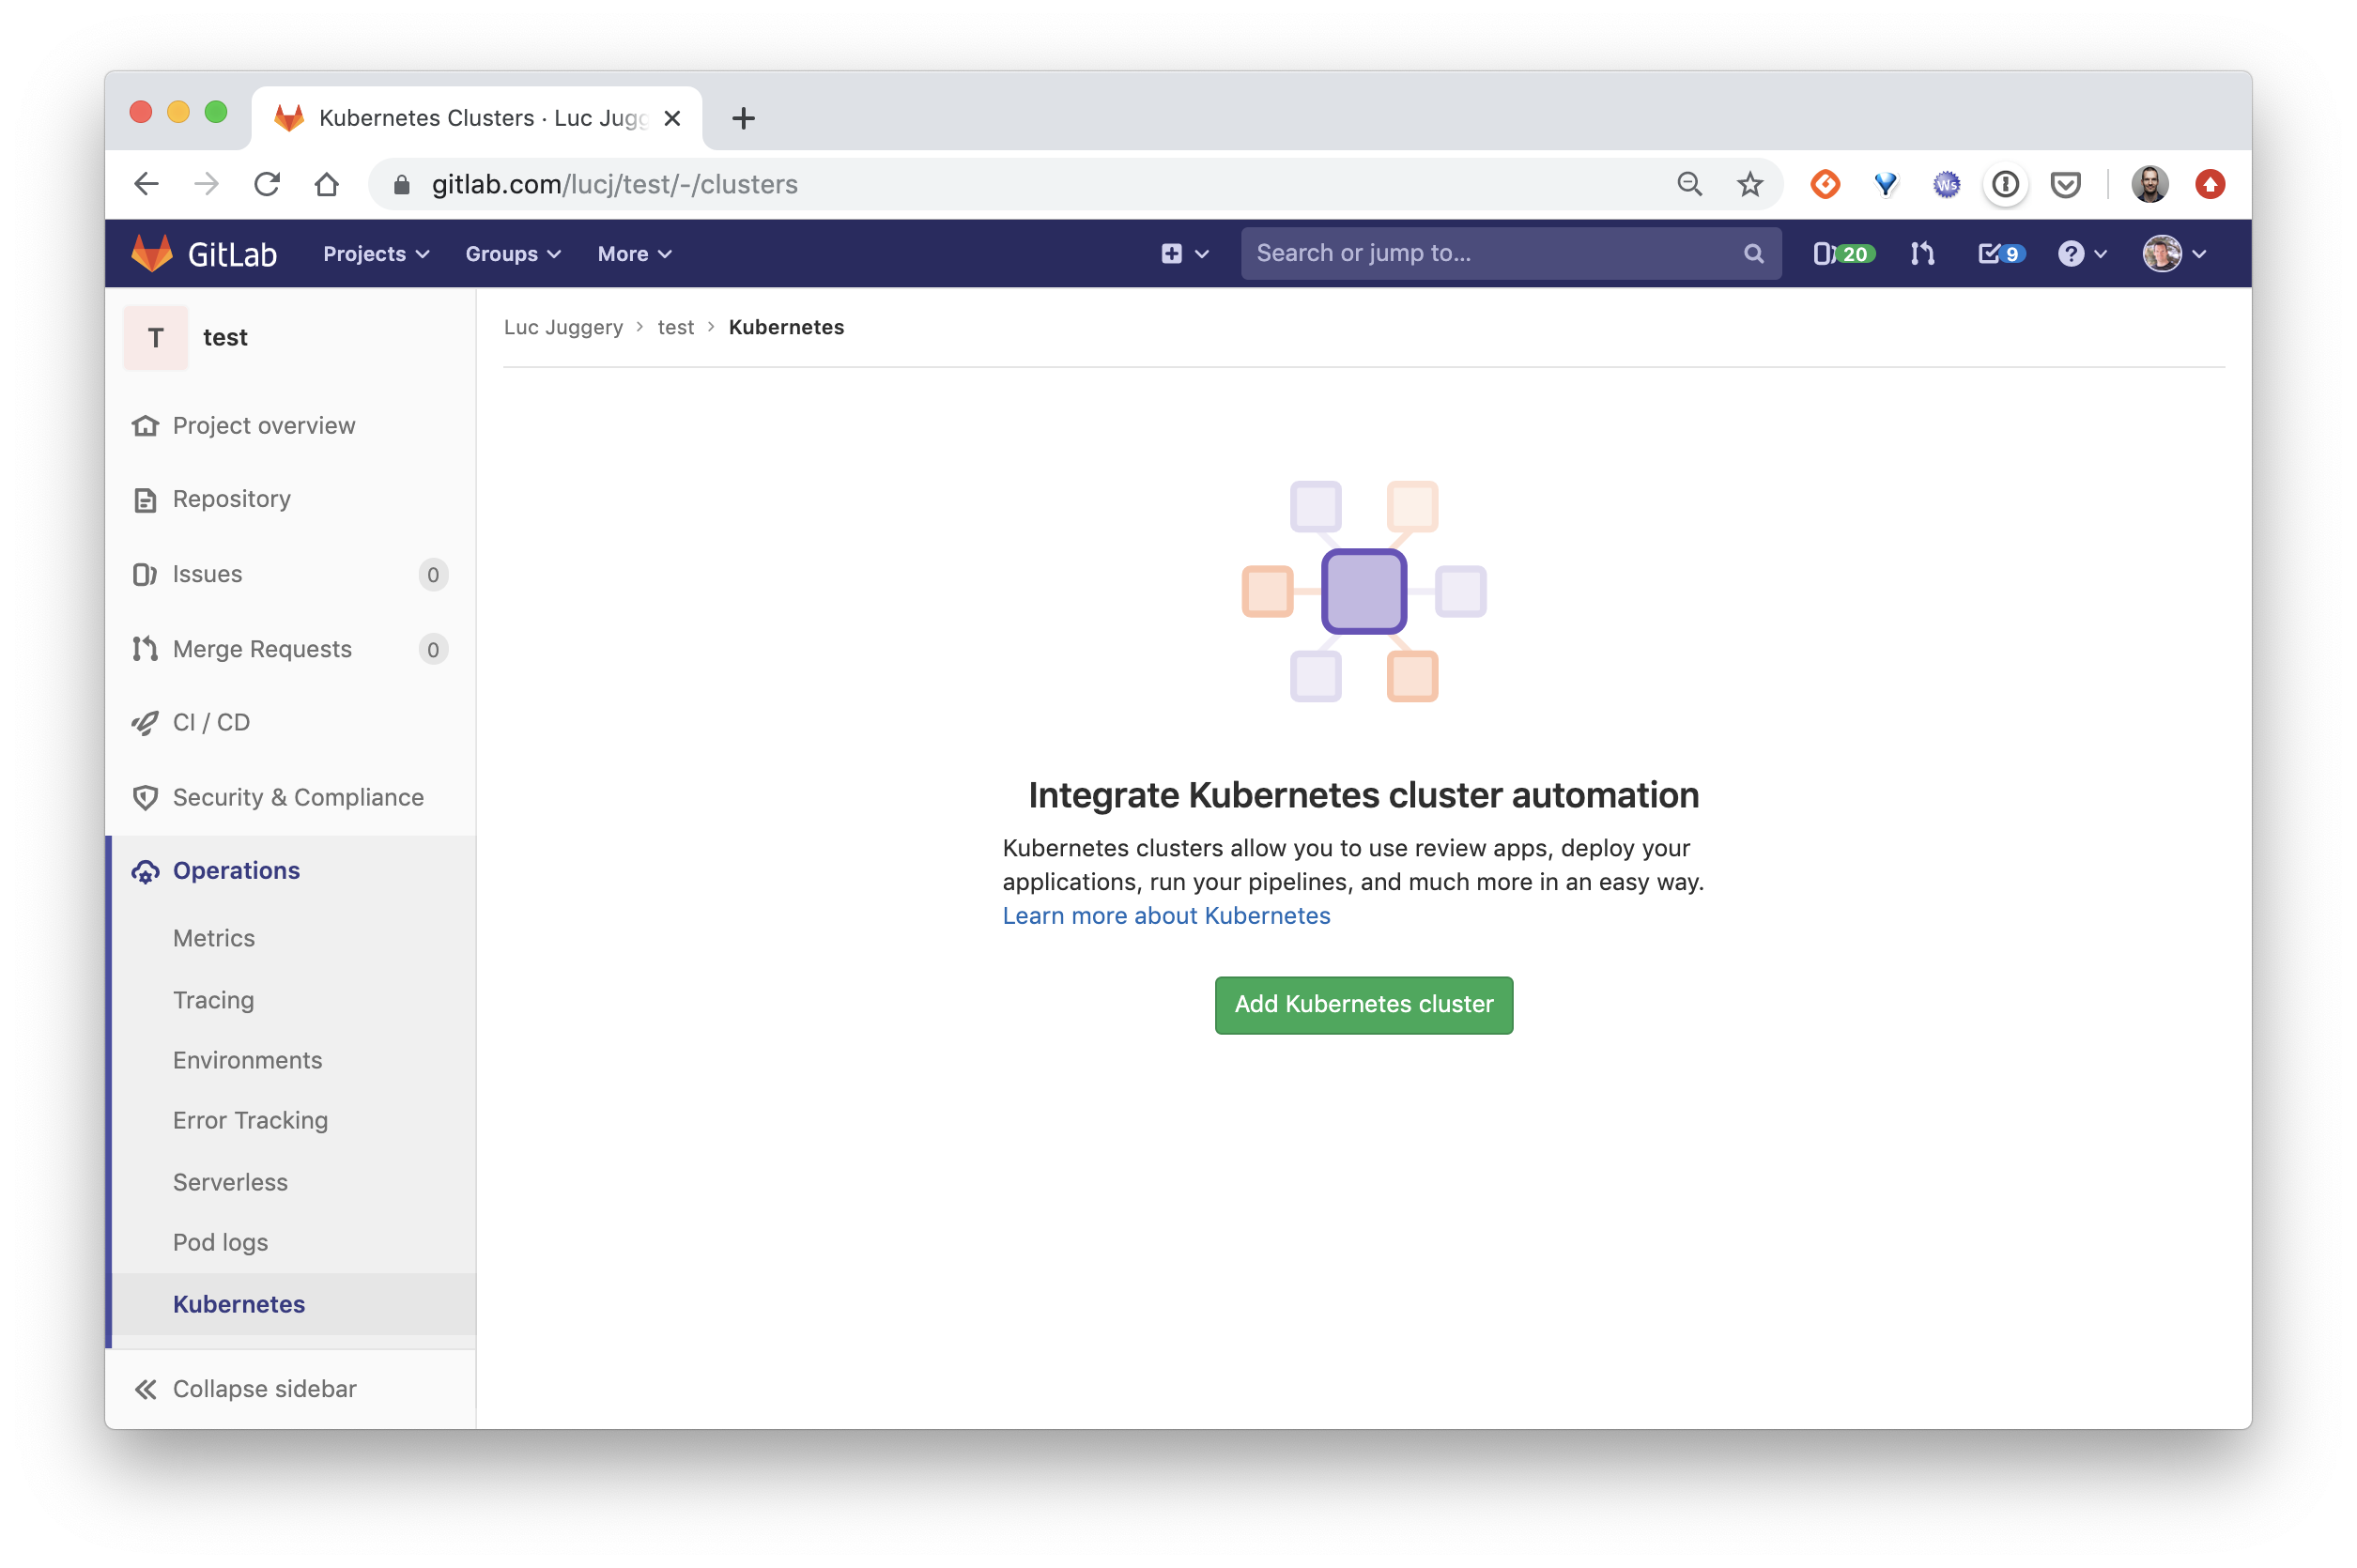 Kubernetes Clusters · Luc Jugg
gitlab.com/lucj/test/-/clusters
Ws
GitLab Projects Groups More Search or jump to... 20 9
T test
Luc Juggery > test > Kubernetes
Project overview
Repository
Issues 0
Merge Requests 0
CI / CD
Security & Compliance
Operations
Metrics
Tracing
Environments
Error Tracking
Serverless
Pod logs
Kubernetes
Collapse sidebar
Integrate Kubernetes cluster automation
Kubernetes clusters allow you to use review apps, deploy your
applications, run your pipelines, and much more in an easy way.
Learn more about Kubernetes
Add Kubernetes cluster